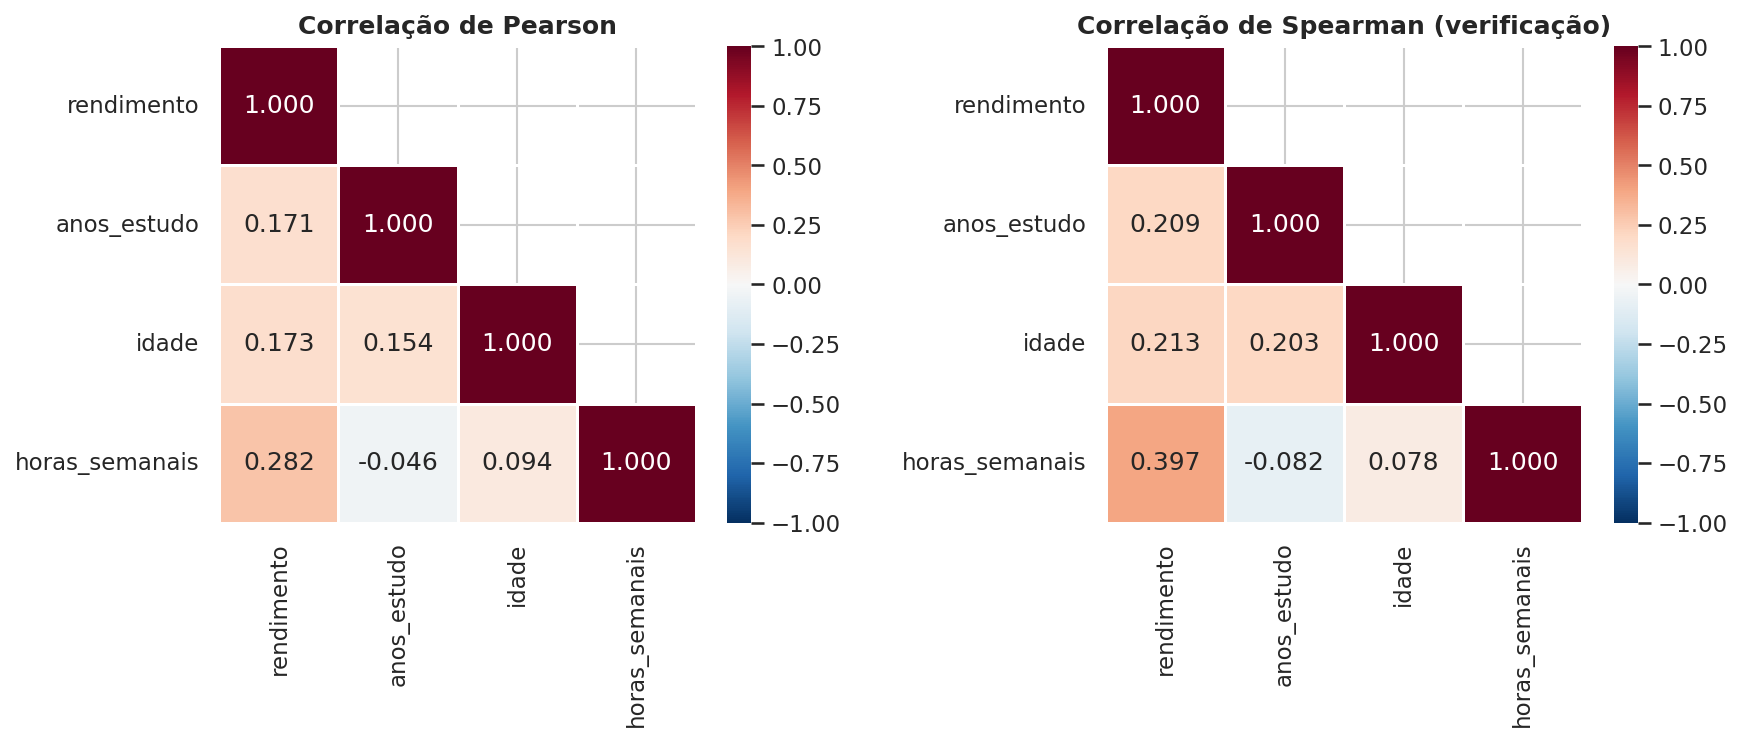 Correlação de Pearson
rendimento 1.000
anos_estudo 0.171 1.000
idade 0.173 0.154 1.000
horas_semanais 0.282 -0.046 0.094 1.000
rendimento
anos_estudo
idade
horas_semanais
1.00
0.75
0.50
0.25
0.00
−0.25
−0.50
−0.75
−1.00
Correlação de Spearman (verificação)
rendimento 1.000
anos_estudo 0.209 1.000
idade 0.213 0.203 1.000
horas_semanais 0.397 -0.082 0.078 1.000
rendimento
anos_estudo
idade
horas_semanais
1.00
0.75
0.50
0.25
0.00
−0.25
−0.50
−0.75
−1.00